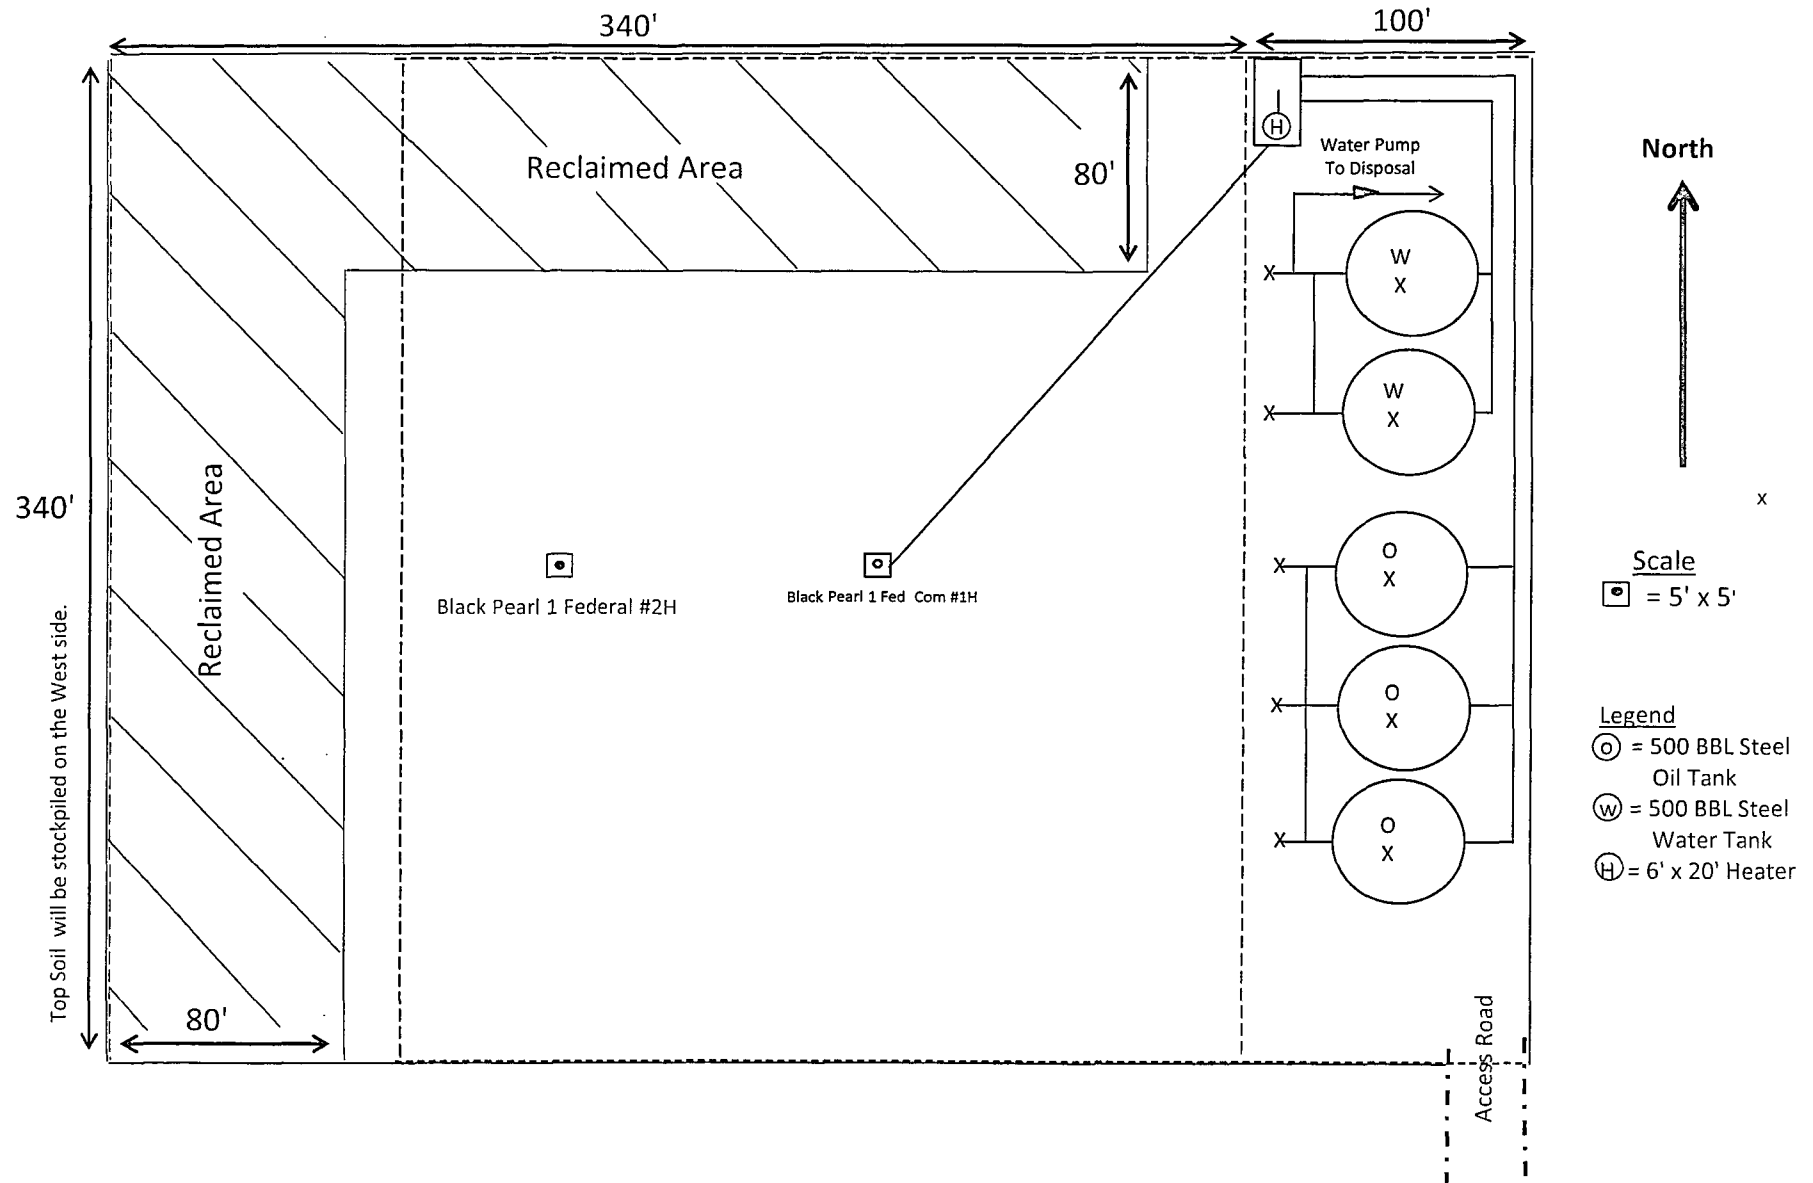 340'
100'
H
Water Pump
To Disposal
North
Reclaimed Area
80'
W
X
X
W
X
X
340'
Reclaimed Area
x
O
X
X
Scale
= 5' x 5'
Black Pearl 1 Federal #2H
Black Pearl 1 Fed Com #1H
Top Soil will be stockpiled on the West side.
O
X
X
Legend
O = 500 BBL Steel
Oil Tank
W = 500 BBL Steel
Water Tank
H = 6' x 20' Heater
O
X
X
80'
Access Road